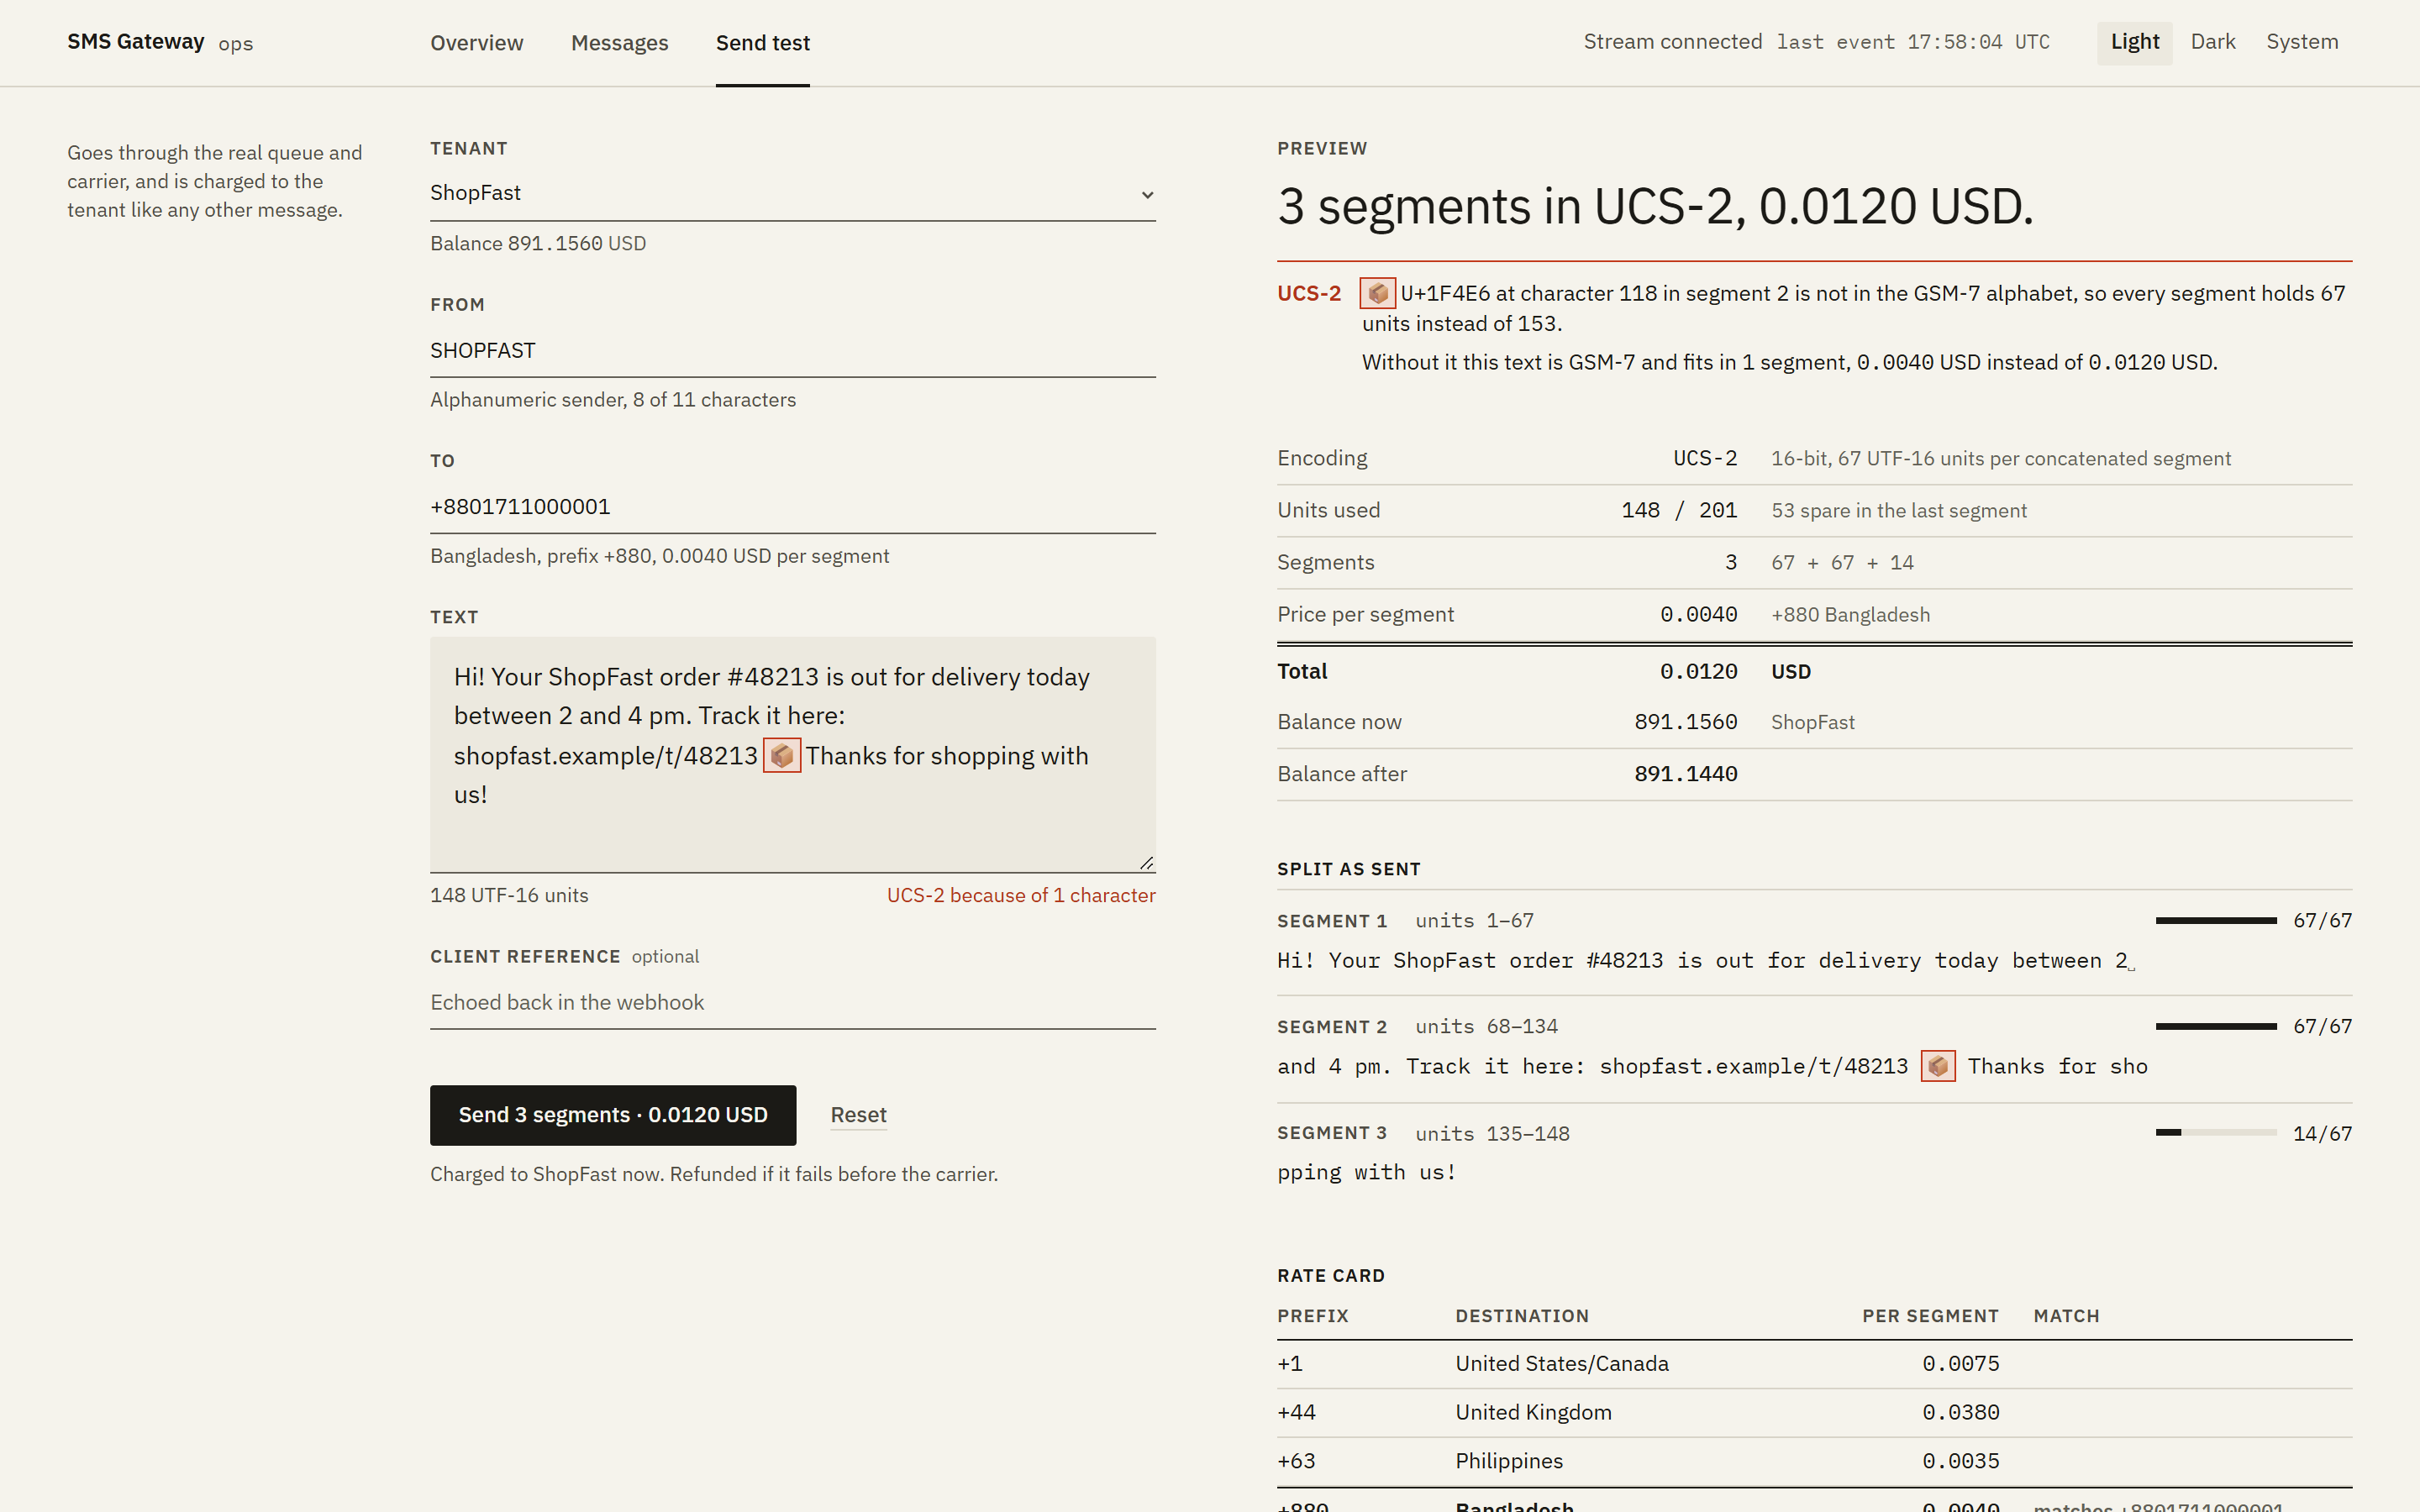 SMS Gateway ops
Overview Messages Send test
Stream connected last event 17:58:04 UTC
Light Dark System
Goes through the real queue and
carrier, and is charged to the
tenant like any other message.
TENANT
ShopFast
Balance 891.1560 USD
FROM
SHOPFAST
Alphanumeric sender, 8 of 11 characters
TO
+8801711000001
Bangladesh, prefix +880, 0.0040 USD per segment
TEXT
Hi! Your ShopFast order #48213 is out for delivery today
between 2 and 4 pm. Track it here:
shopfast.example/t/48213 📦 Thanks for shopping with
us!
148 UTF-16 units
UCS-2 because of 1 character
CLIENT REFERENCE optional
Echoed back in the webhook
Send 3 segments · 0.0120 USD
Reset
Charged to ShopFast now. Refunded if it fails before the carrier.
PREVIEW
3 segments in UCS-2, 0.0120 USD.
UCS-2 📦 U+1F4E6 at character 118 in segment 2 is not in the GSM-7 alphabet, so every segment holds 67
units instead of 153.
Without it this text is GSM-7 and fits in 1 segment, 0.0040 USD instead of 0.0120 USD.
Encoding UCS-2 16-bit, 67 UTF-16 units per concatenated segment
Units used 148 / 201 53 spare in the last segment
Segments 3 67 + 67 + 14
Price per segment 0.0040 +880 Bangladesh
Total 0.0120 USD
Balance now 891.1560 ShopFast
Balance after 891.1440
SPLIT AS SENT
SEGMENT 1 units 1–67 67/67
Hi! Your ShopFast order #48213 is out for delivery today between 2␣
SEGMENT 2 units 68–134 67/67
and 4 pm. Track it here: shopfast.example/t/48213 📦 Thanks for sho
SEGMENT 3 units 135–148 14/67
pping with us!
RATE CARD
PREFIX DESTINATION PER SEGMENT MATCH
+1 United States/Canada 0.0075
+44 United Kingdom 0.0380
+63 Philippines 0.0035
+880 Bangladesh 0.0040 matches +8801711000001